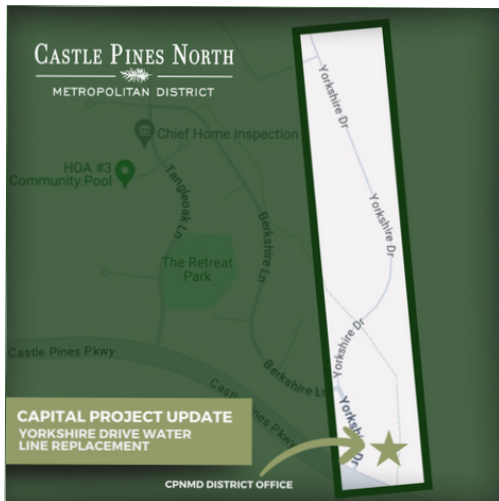 CASTLE PINES NORTH
METROPOLITAN DISTRICT
Yorkshire Dr
Chief Home Inspection
HOA #3
Community Pool
Tangleoak Ln
Berkshire Ln
Yorkshire Dr
The Retreat
Park
Castle Pines Pkwy
Yorkshire Dr
Berkshire Ln
Castle Pines Pkwy
Yorkshire Dr
CAPITAL PROJECT UPDATE
YORKSHIRE DRIVE WATER
LINE REPLACEMENT
CPNMD DISTRICT OFFICE